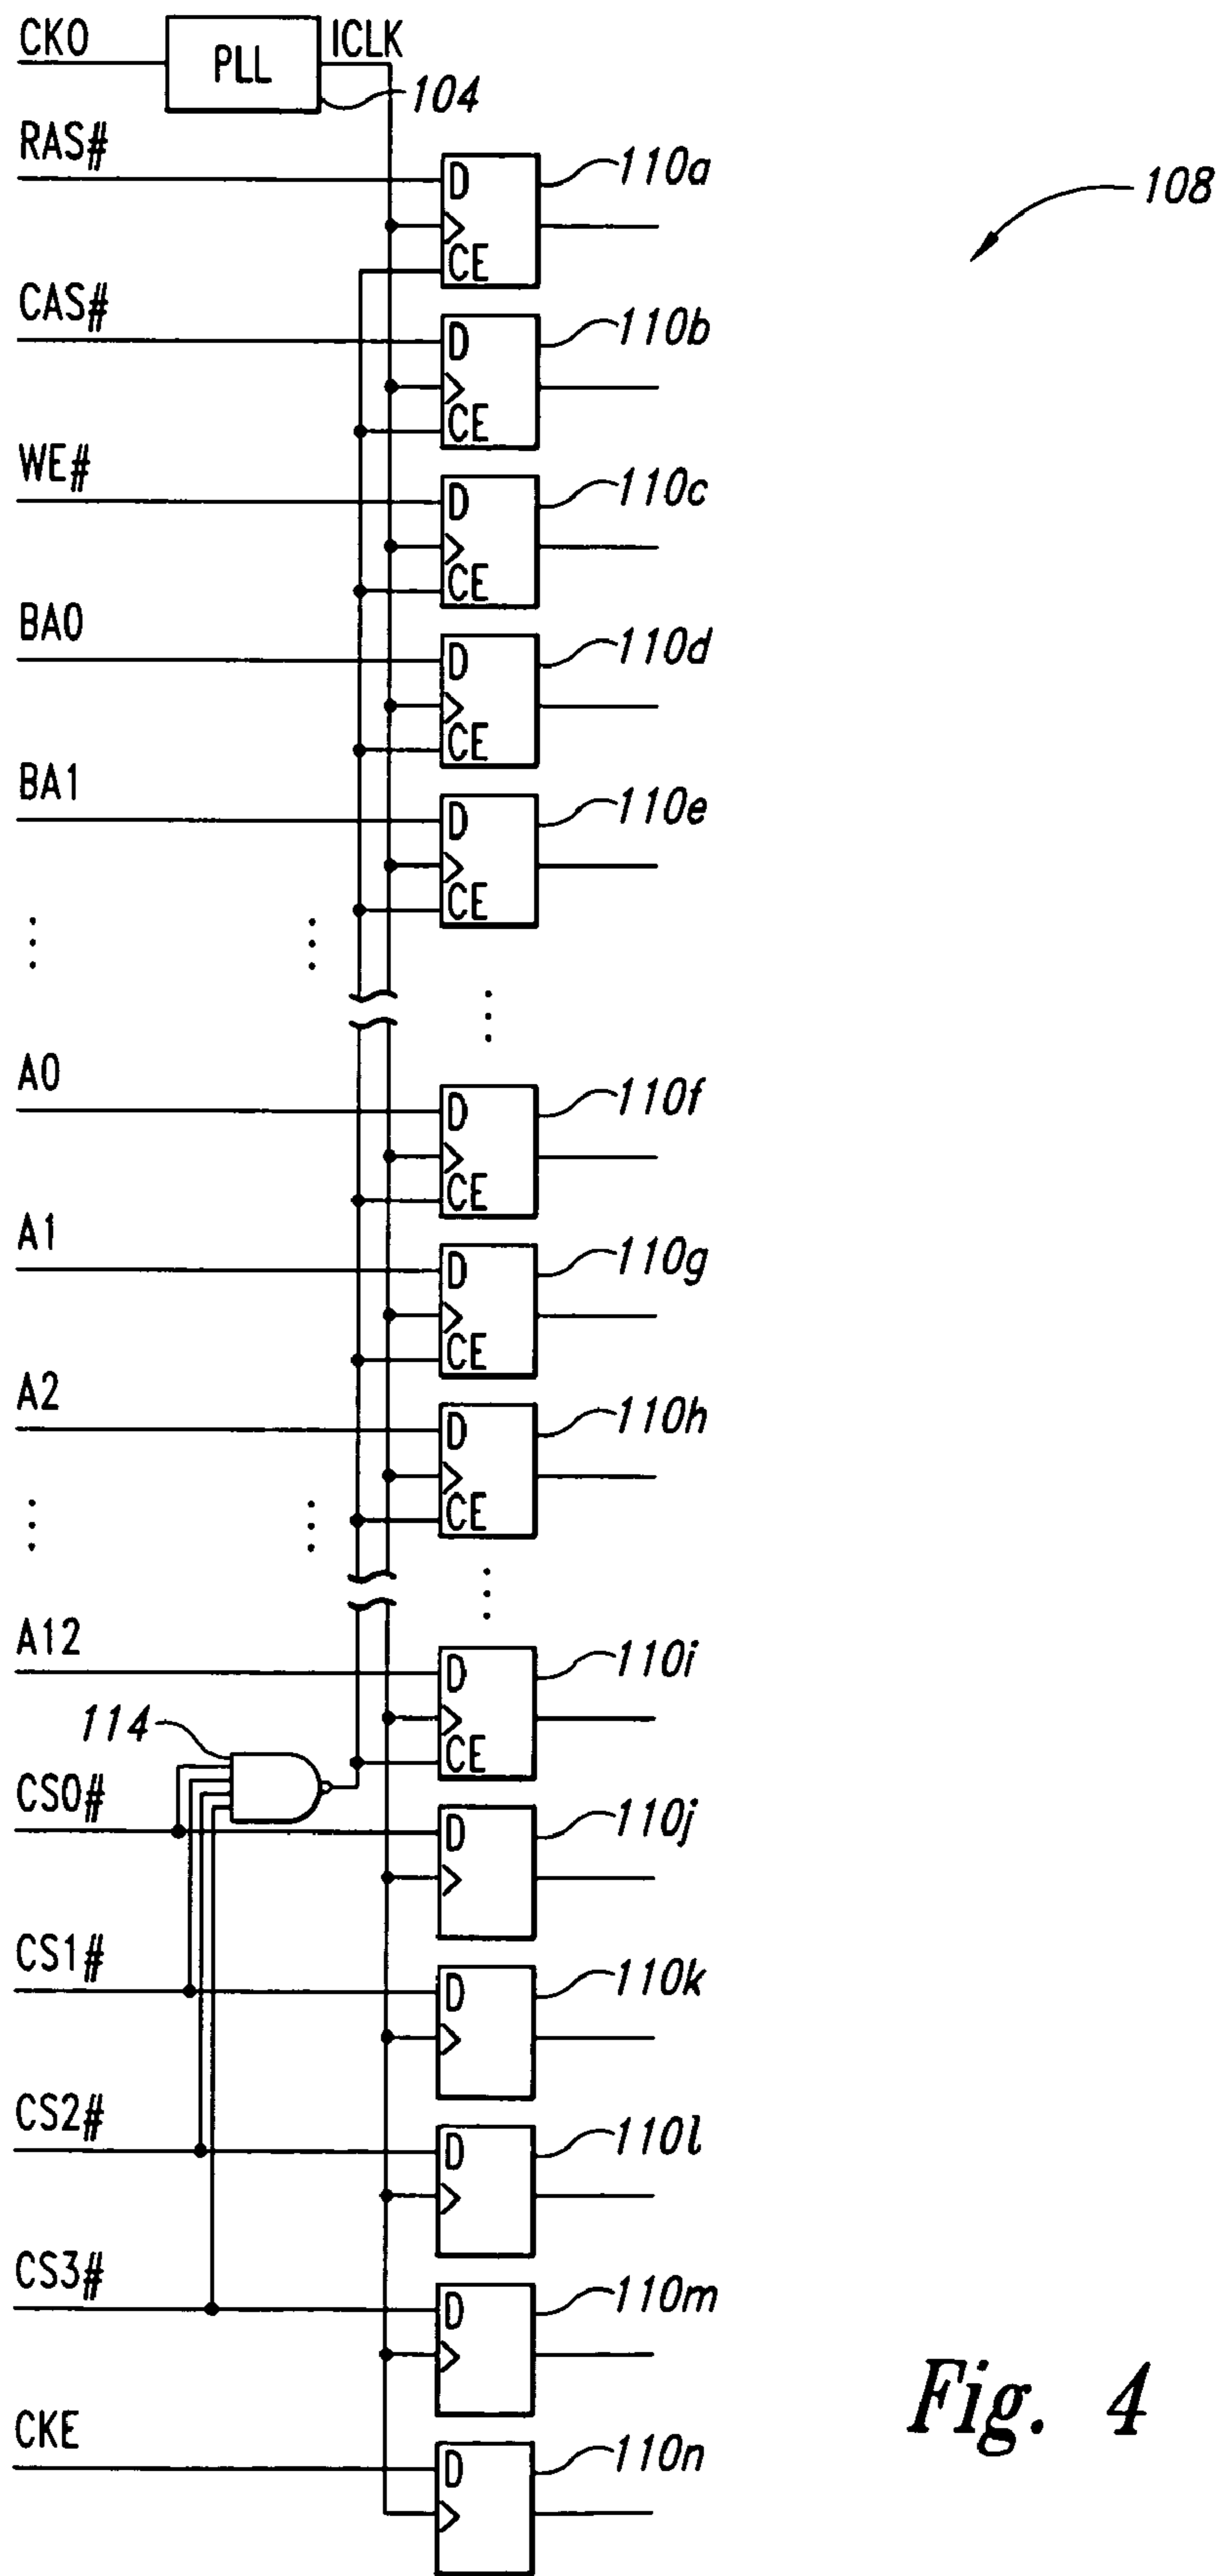 CK0 PLL ICLK
104
RAS# D 110a
108
CE
CAS# D 110b
CE
WE# D 110c
CE
BA0 D 110d
CE
BA1 D 110e
CE
A0 D 110f
CE
A1 D 110g
CE
A2 D 110h
CE
A12 D 110i
114 CE
CS0# D 110j
CS1# D 110k
CS2# D 110l
CS3# D 110m
CKE D 110n
Fig. 4